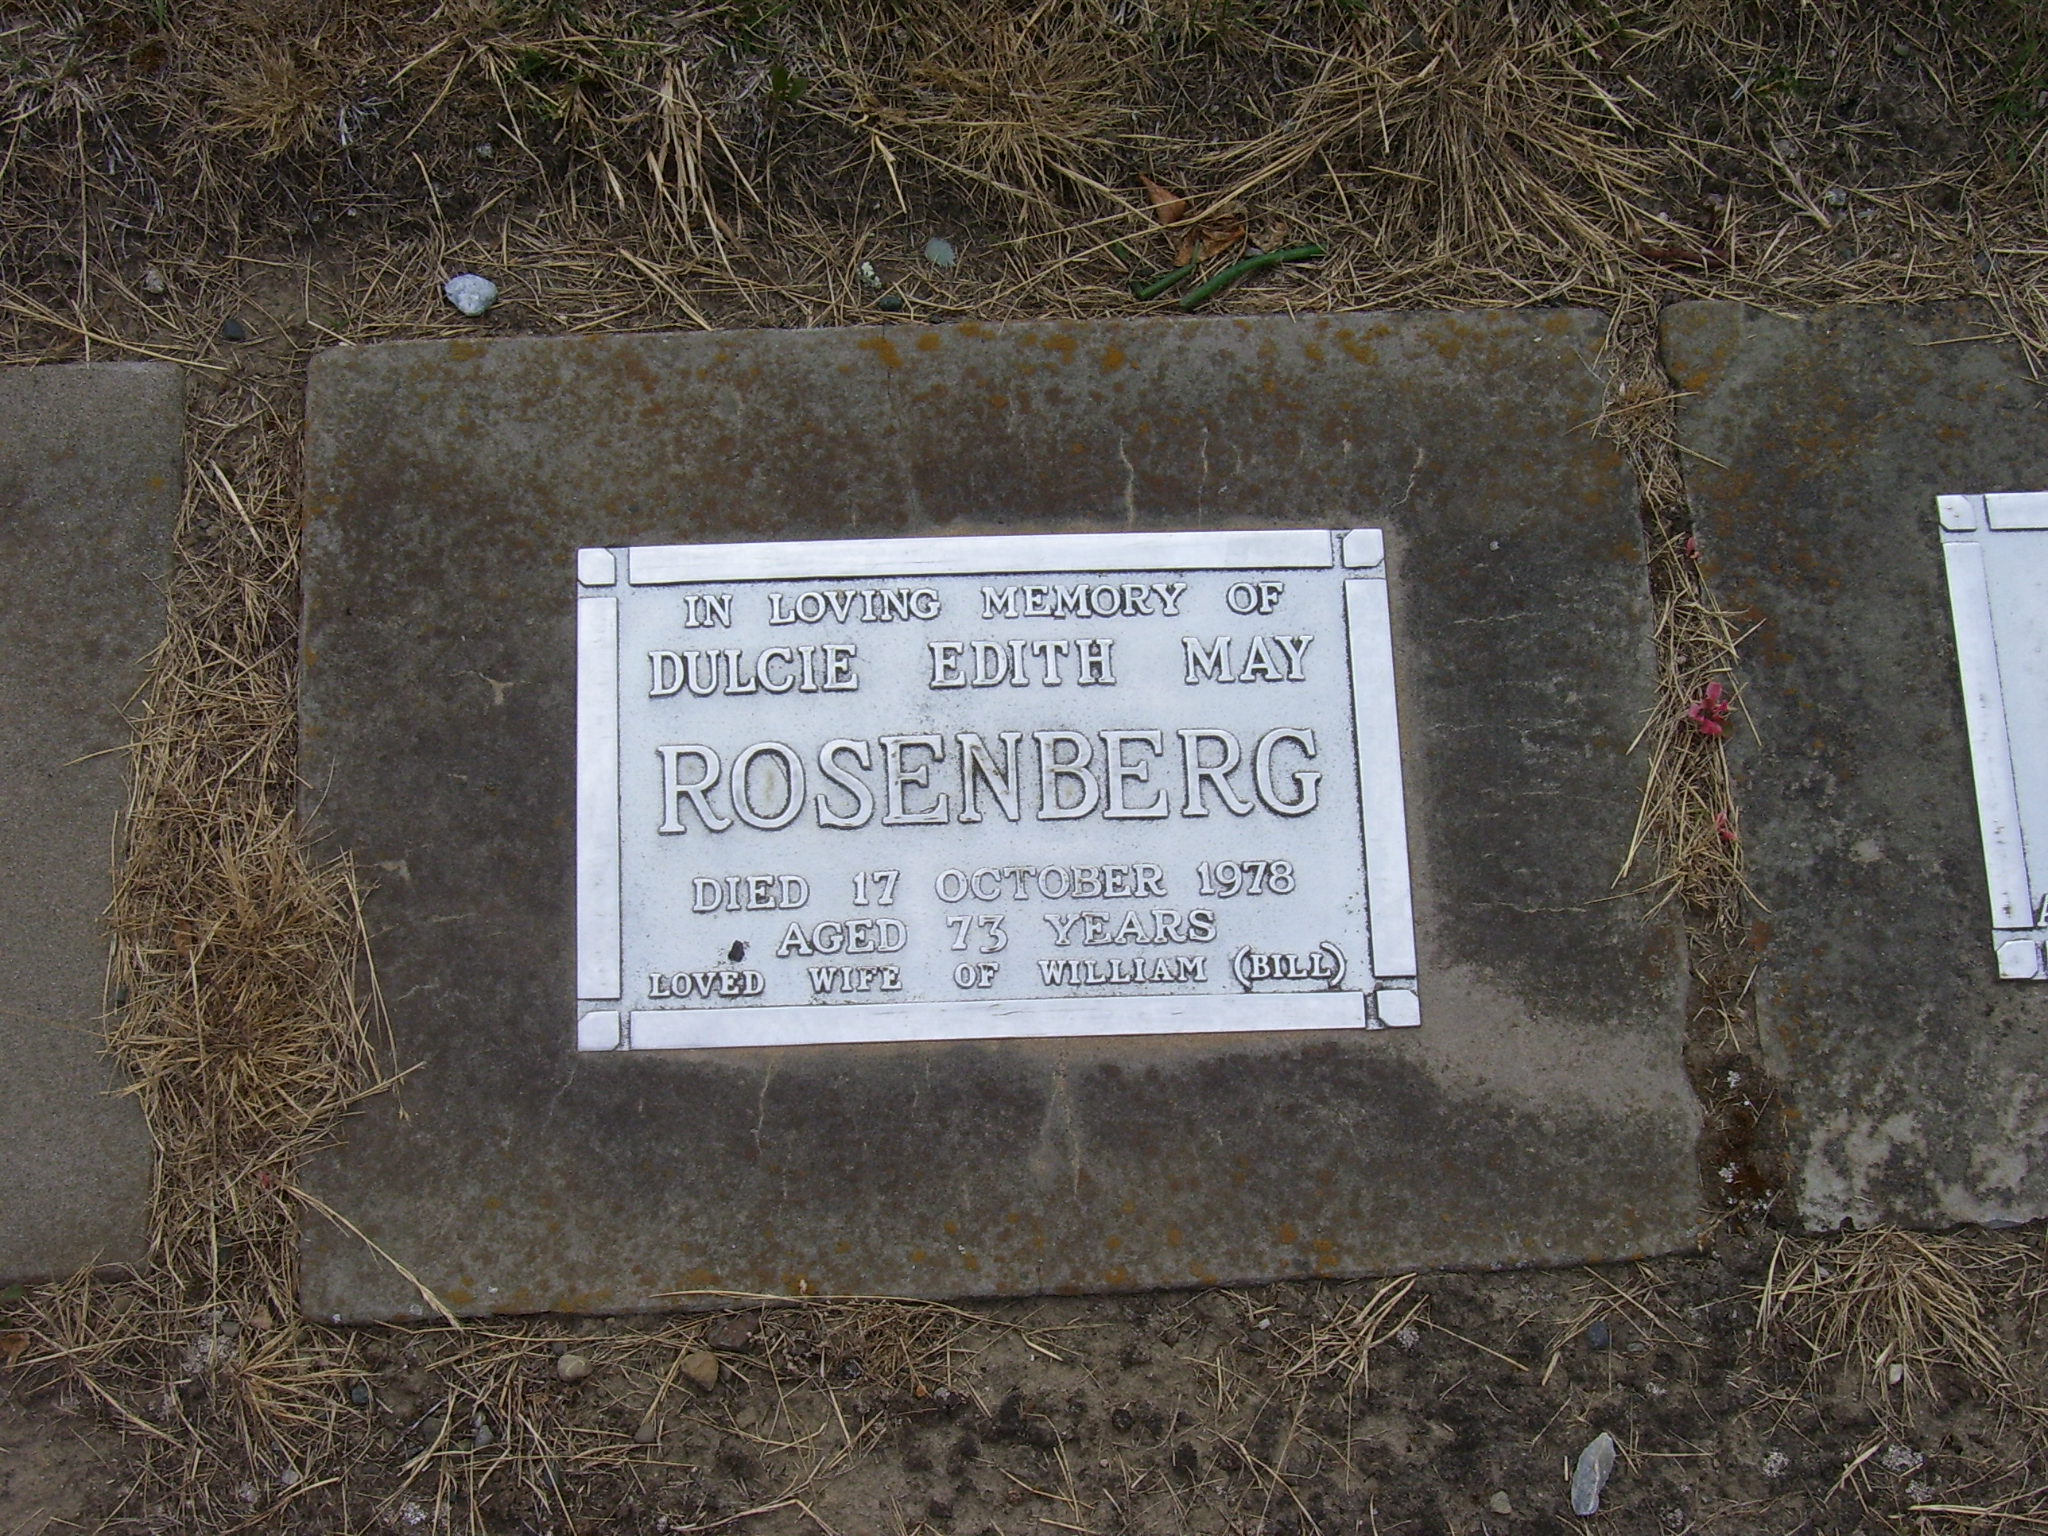 IN LOVING MEMORY OF
DULCIE EDITH MAY
ROSENBERG
DIED 17 OCTOBER 1978
AGED 73 YEARS
LOVED WIFE OF WILLIAM (BILL)